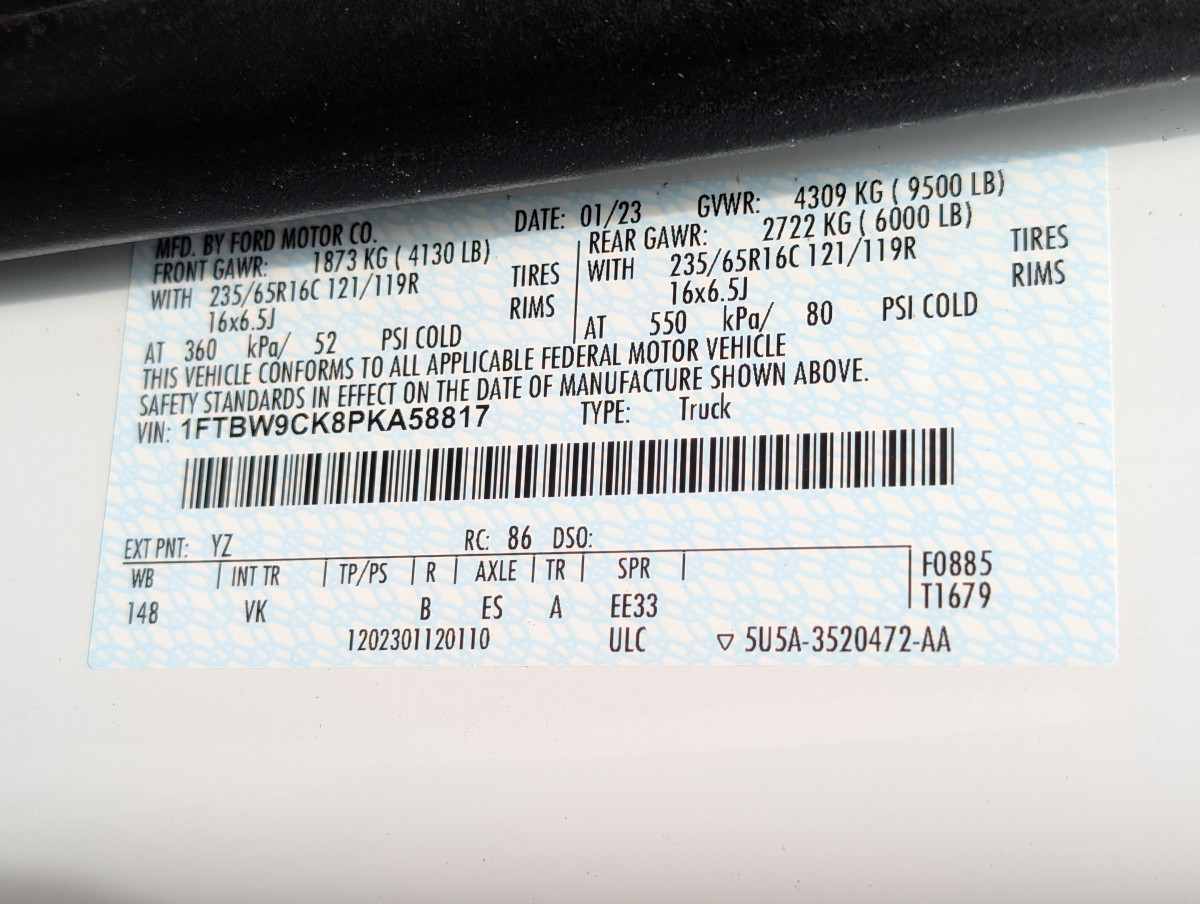 MFD. BY FORD MOTOR CO. DATE: 01/23 GVWR: 4309 KG ( 9500 LB)
FRONT GAWR: 1873 KG ( 4130 LB) REAR GAWR: 2722 KG ( 6000 LB)
WITH 235/65R16C 121/119R TIRES WITH 235/65R16C 121/119R TIRES
16x6.5J RIMS 16x6.5J RIMS
AT 360 kPa/ 52 PSI COLD AT 550 kPa/ 80 PSI COLD
THIS VEHICLE CONFORMS TO ALL APPLICABLE FEDERAL MOTOR VEHICLE
SAFETY STANDARDS IN EFFECT ON THE DATE OF MANUFACTURE SHOWN ABOVE.
VIN: 1FTBW9CK8PKA58817 TYPE: Truck
EXT PNT: YZ RC: 86 DSO:
WB INT TR TP/PS R AXLE TR SPR F0885
148 VK B ES A EE33 T1679
1202301120110 ULC ▽ 5U5A-3520472-AA